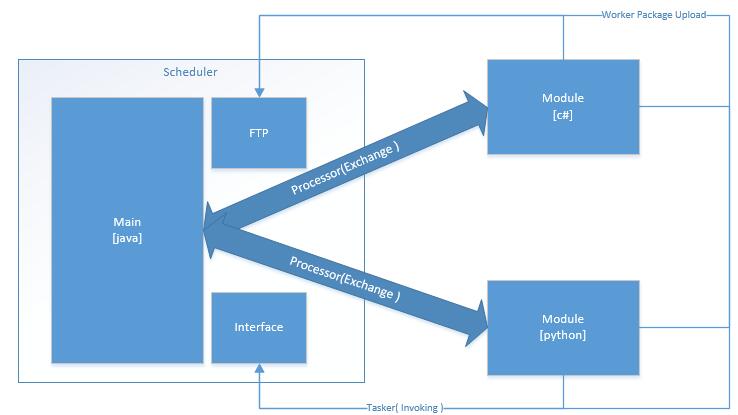 Worker Package Upload
Scheduler
FTP
Module
[c#]
Processor(Exchange )
Main
[java]
Processor(Exchange )
Interface
Module
[python]
Tasker( Invoking )